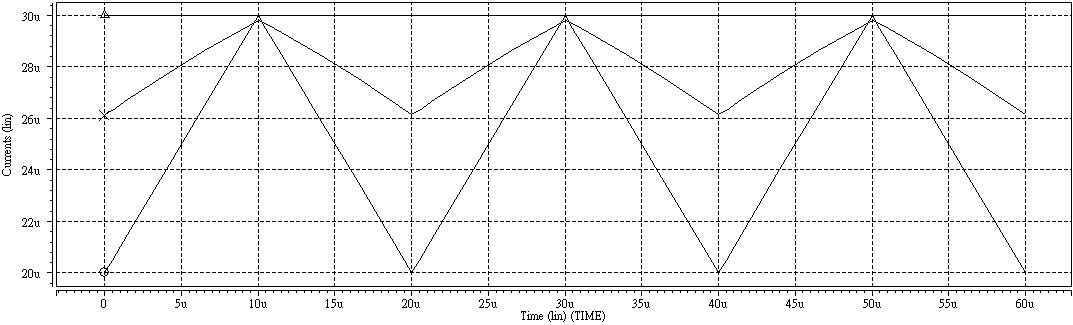 Currents (lin)
30u
28u
26u
24u
22u
20u
0 5u 10u 15u 20u 25u 30u 35u 40u 45u 50u 55u 60u
Time (lin) (TIME)